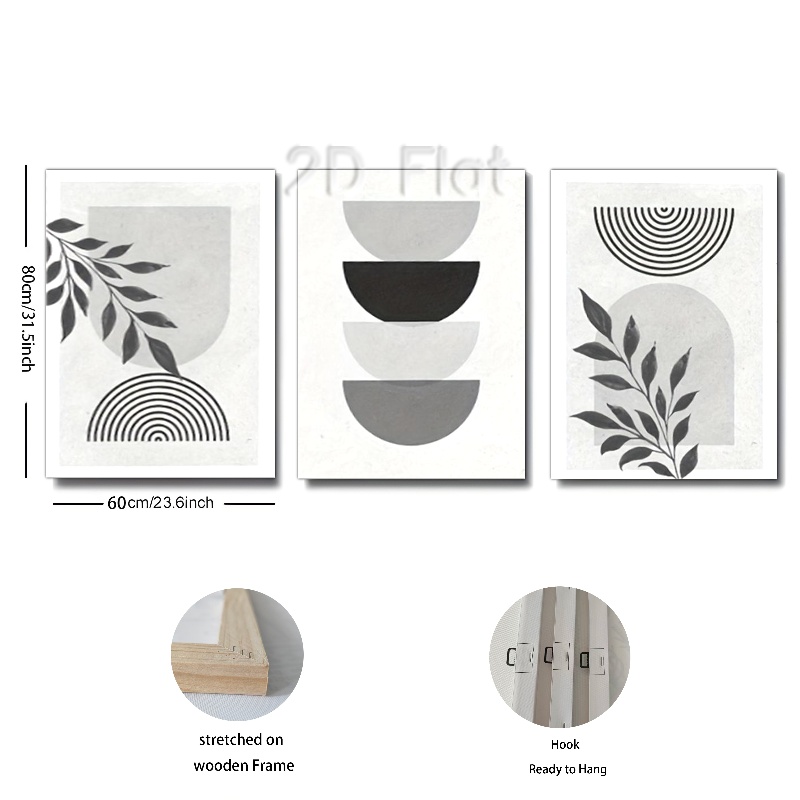 2D Flat
80cm/31.5inch
60cm/23.6inch
stretched on
wooden Frame
Hook
Ready to Hang